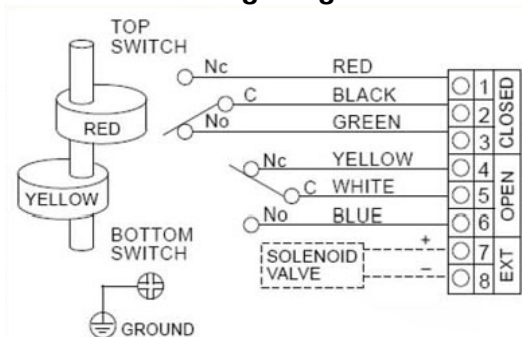 TOP
SWITCH
Nc RED 1
C BLACK 2
No GREEN 3
CLOSED
RED
Nc YELLOW 4
C WHITE 5
No BLUE 6
OPEN
YELLOW
BOTTOM
SWITCH
SOLENOID
VALVE
+ 7
− 8
EXT
GROUND